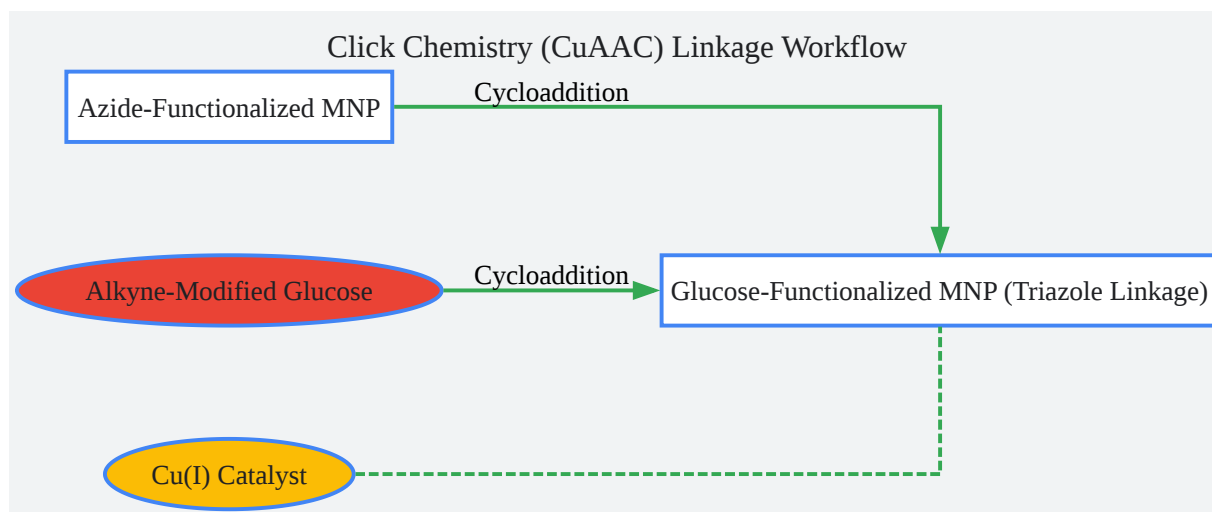 Click Chemistry (CuAAC) Linkage Workflow
Azide-Functionalized MNP
Cycloaddition
Alkyne-Modified Glucose
Cycloaddition
Glucose-Functionalized MNP (Triazole Linkage)
Cu(I) Catalyst